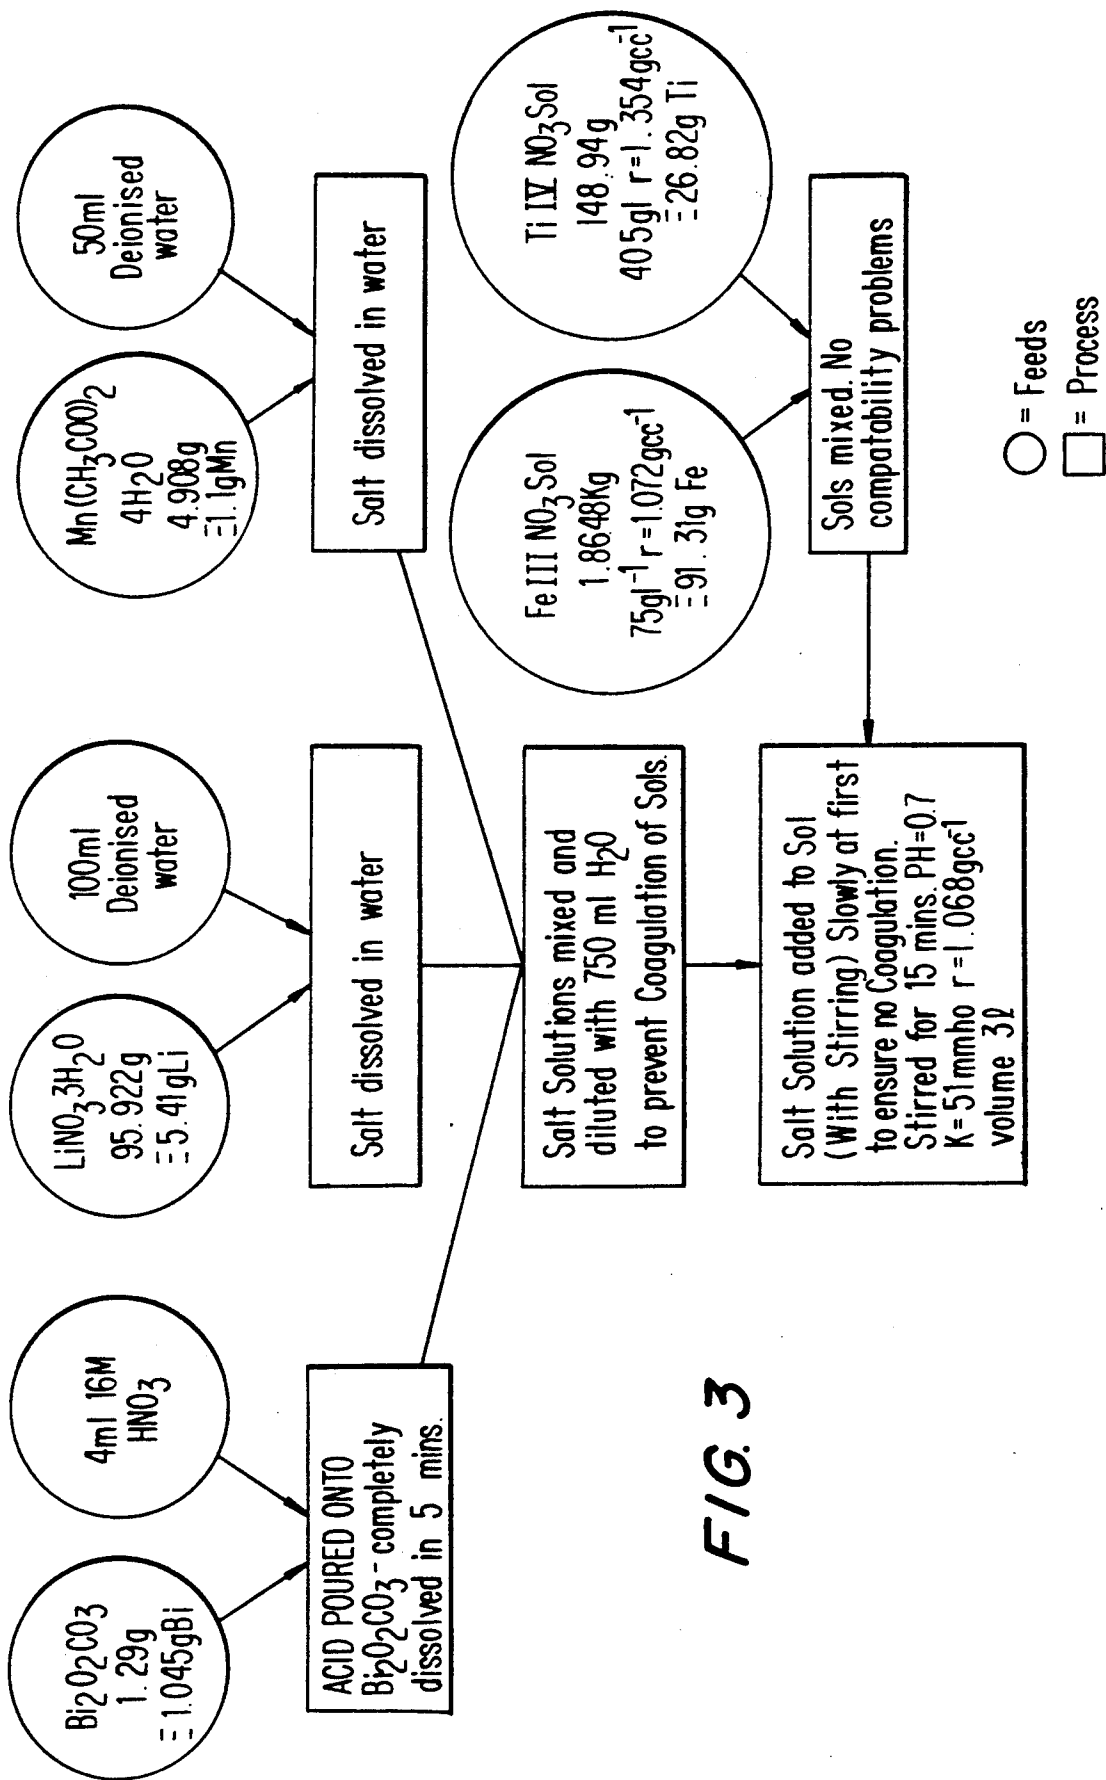 Bi2O2CO3
1.29g
≡1.045gBi
4ml 16M
HNO3
ACID POURED ONTO
Bi2O2CO3-completely
dissolved in 5 mins.
LiNO3 3H2O
95.922g
≡5.41gLi
100ml
Deionised
water
Salt dissolved in water
Mn(CH3COO)2
4H2O
4.908g
≡1.1gMn
50ml
Deionised
water
Salt dissolved in water
Salt Solutions mixed and
diluted with 750 ml H2O
to prevent Coagulation of Sols.
Fe III NO3 Sol
1.8648Kg
75gl-1 r=1.072gcc-1
≡91.31g Fe
Ti IV NO3 Sol
148.94g
405gl r=1.354gcc-1
≡26.82g Ti
Sols mixed. No
compatability problems
Salt Solution added to Sol
(With Stirring) Slowly at first
to ensure no Coagulation.
Stirred for 15 mins. PH=0.7
K=51mmho r=1.068gcc-1
volume 3ℓ
= Feeds
= Process
FIG. 3